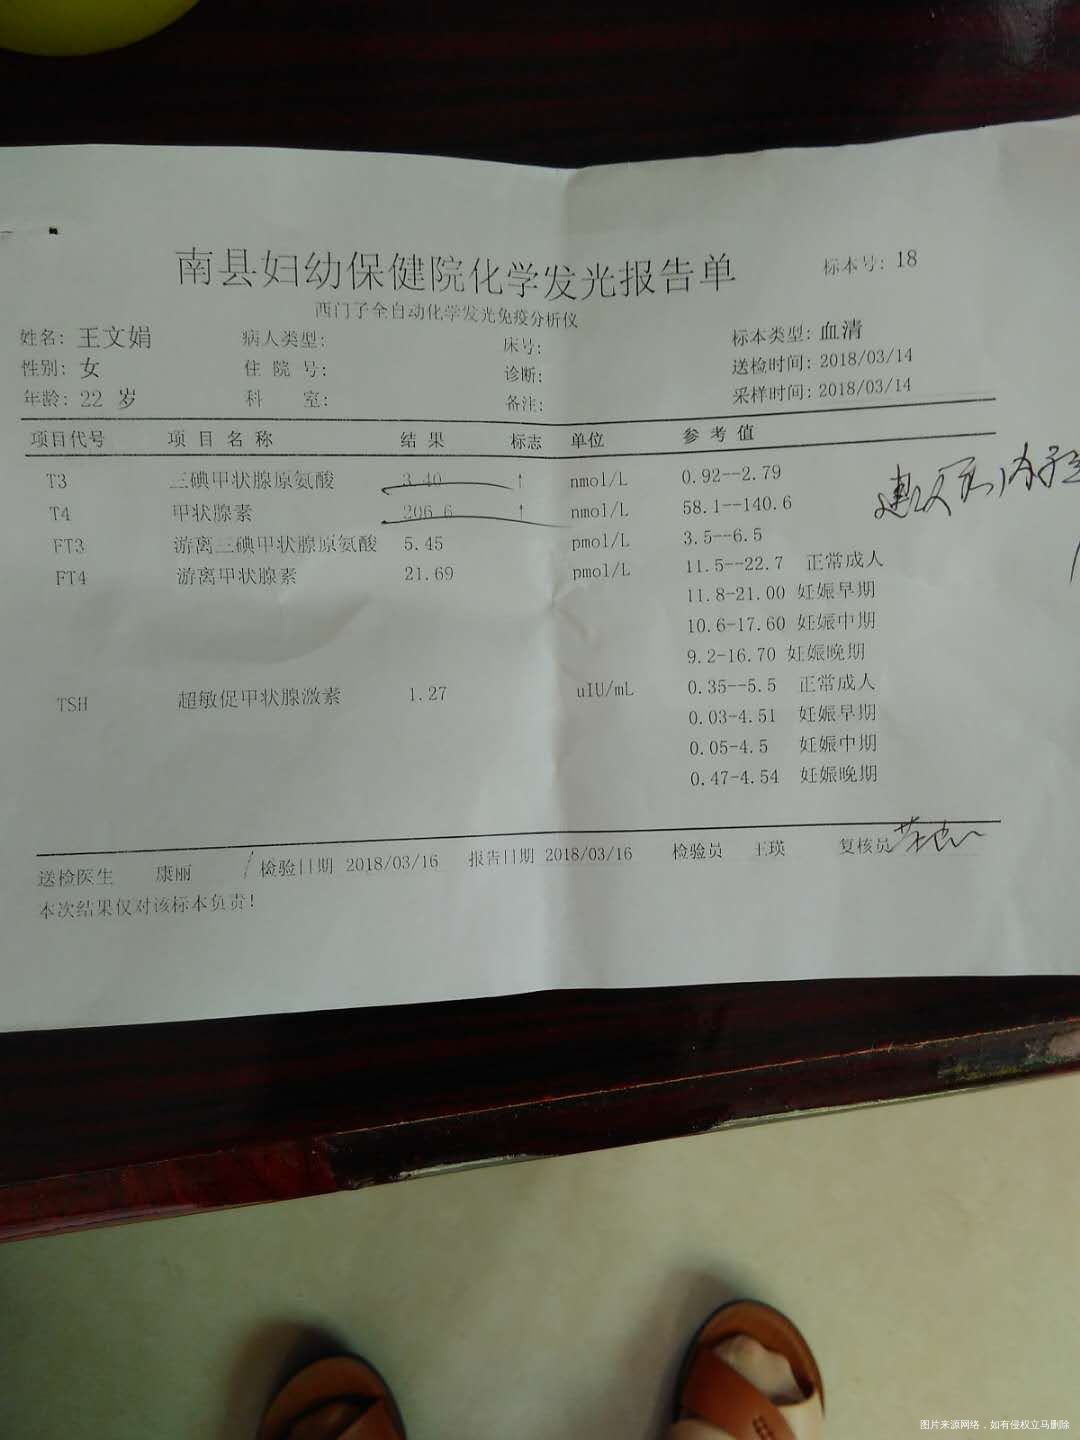 南县妇幼保健院化学发光报告单
标本号: 18
西门子全自动化学发光免疫分析仪
姓名: 王文娟 病人类型: 床号: 标本类型: 血清
性别: 女 住 院 号: 诊断: 送检时间: 2018/03/14
年龄: 22 岁 科 室: 备注: 采样时间: 2018/03/14
项目代号 项 目 名 称 结 果 标志 单位 参 考 值
T3 三碘甲状腺原氨酸 3.40 ↑ nmol/L 0.92--2.79
T4 甲状腺素 206.6 ↑ nmol/L 58.1--140.6
FT3 游离三碘甲状腺原氨酸 5.45 pmol/L 3.5--6.5
FT4 游离甲状腺素 21.69 pmol/L 11.5--22.7 正常成人
11.8-21.00 妊娠早期
10.6-17.60 妊娠中期
9.2-16.70 妊娠晚期
TSH 超敏促甲状腺激素 1.27 uIU/mL 0.35--5.5 正常成人
0.03-4.51 妊娠早期
0.05-4.5 妊娠中期
0.47-4.54 妊娠晚期
送检医生 康丽 检验日期 2018/03/16 报告日期 2018/03/16 检验员 王瑛 复核员
本次结果仅对该标本负责!
图片来源网络，如有侵权立马删除